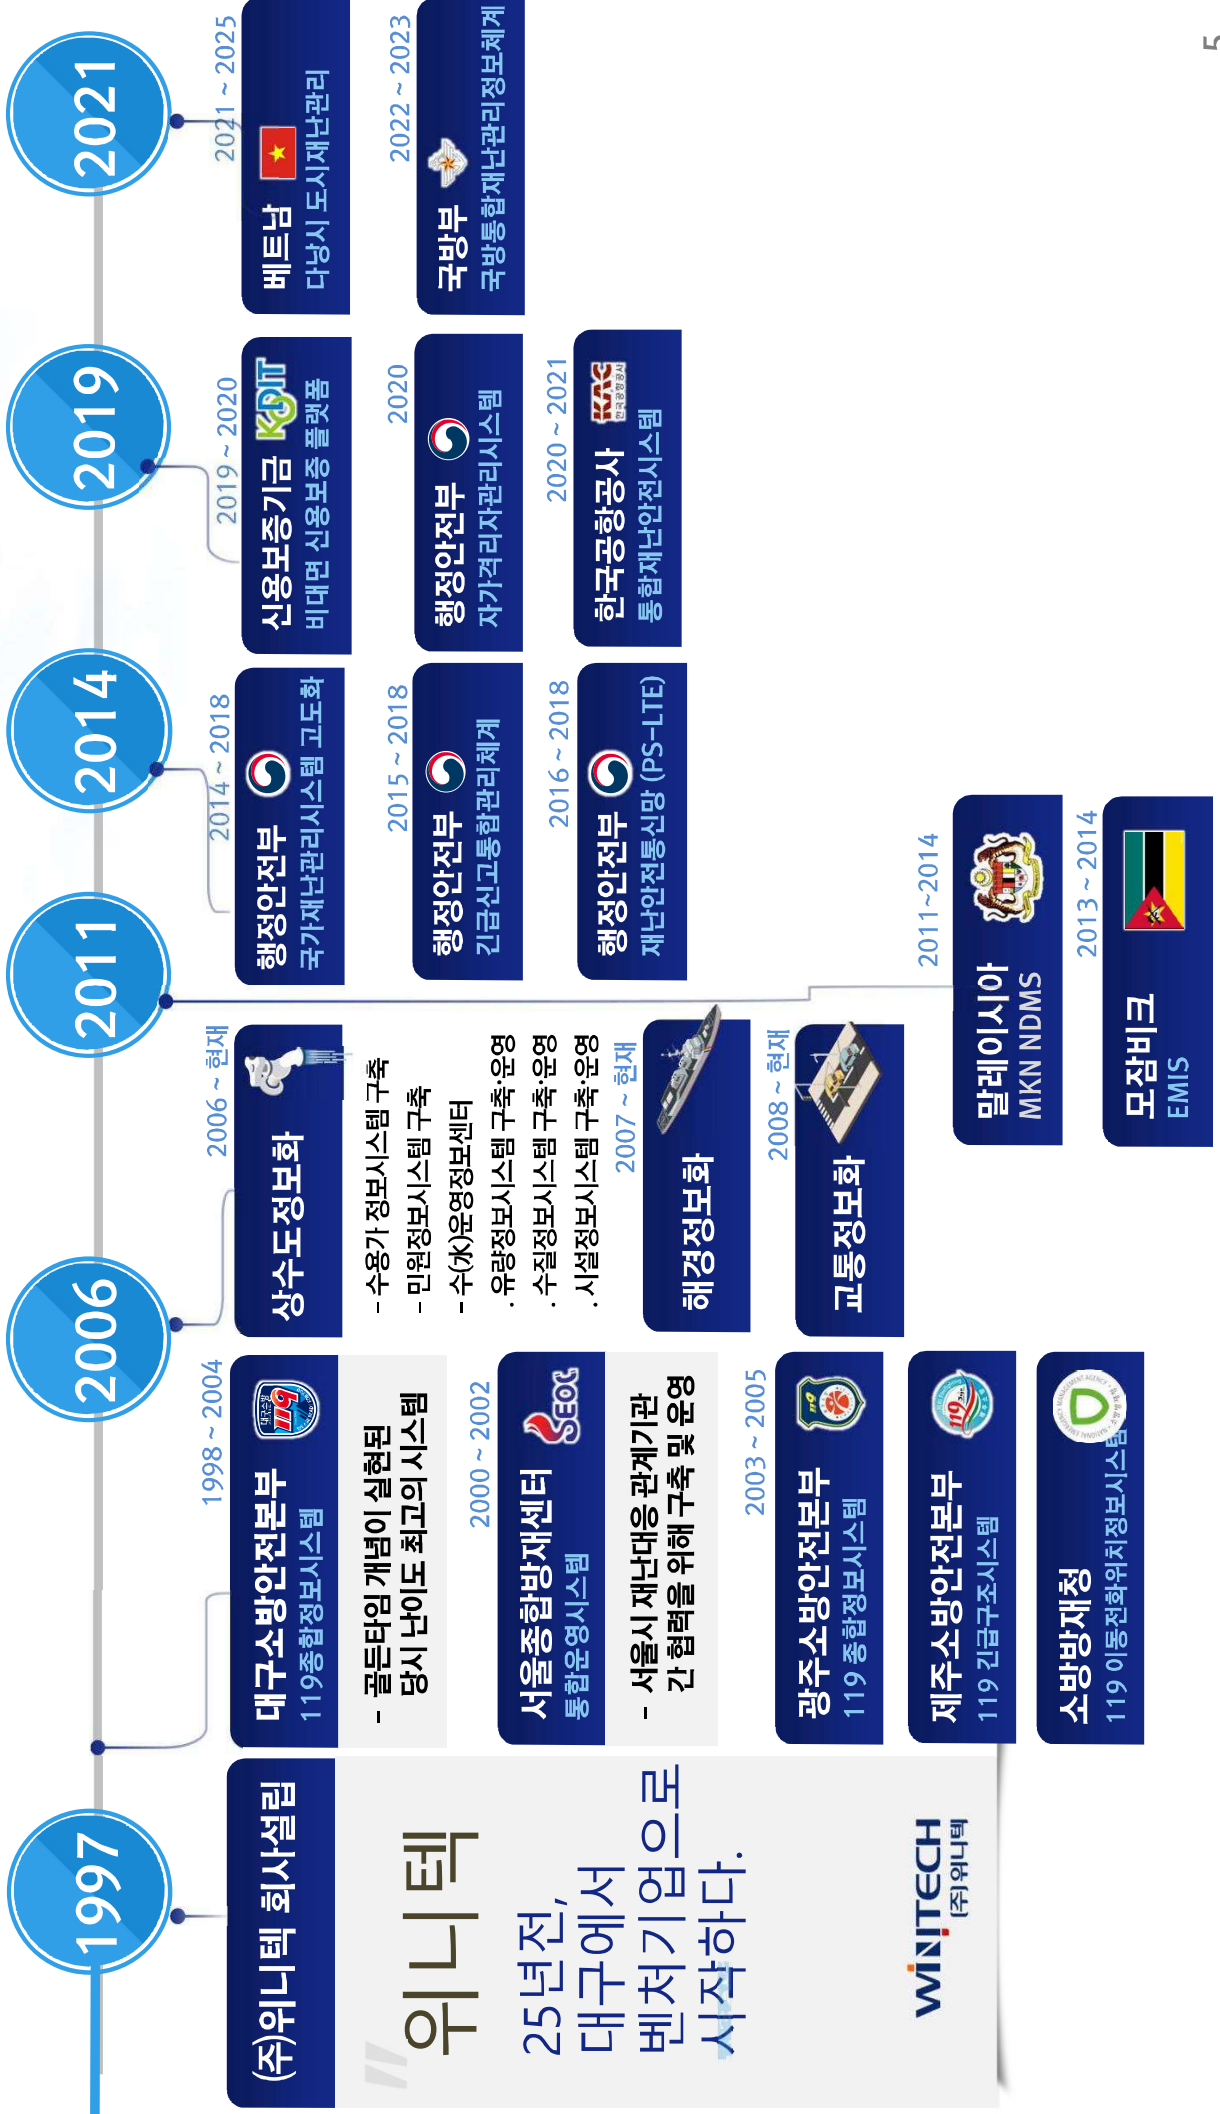 1997
2006
2011
2014
2019
2021
(주)위니텍 회사설립
"
위니텍
25년전,
대구에서
벤처기업으로
시작하다.
WINITECH
(주)위니텍
1998 ~ 2004
대구소방안전본부
119종합정보시스템
119
- 골든타임 개념이 실현된
당시 난이도 최고의 시스템
2000 ~ 2002
서울종합방재센터
통합운영시스템
SEOC
- 서울시 재난대응 관계기관
간 협력을 위해 구축 및 운영
2003 ~ 2005
광주소방안전본부
119 종합정보시스템
119
제주소방안전본부
119 긴급구조시스템
119
소방방재청
119 이동전화위치정보시스템
NATIONAL EMERGENCY MANAGEMENT AGENCY
2006 ~ 현재
상수도정보화
- 수용가 정보시스템 구축
- 민원정보시스템 구축
- 수(水)운영정보센터
. 유량정보시스템 구축·운영
. 수질정보시스템 구축·운영
. 시설정보시스템 구축·운영
2007 ~ 현재
해경정보화
2008 ~ 현재
교통정보화
2011~2014
말레이시아
MKN NDMS
2013 ~ 2014
모잠비크
EMIS
2014 ~ 2018
행정안전부
국가재난관리시스템 고도화
2015 ~ 2018
행정안전부
긴급신고통합관리체계
2016 ~ 2018
행정안전부
재난안전통신망 (PS-LTE)
2019 ~ 2020
신용보증기금
KODIT
비대면 신용보증 플랫폼
2020
행정안전부
자가격리자관리시스템
2020 ~ 2021
한국공항공사
KAC
한국공항공사
통합재난안전시스템
2021 ~ 2025
베트남
다낭시 도시재난관리
2022 ~ 2023
국방부
국방통합재난관리정보체계
5